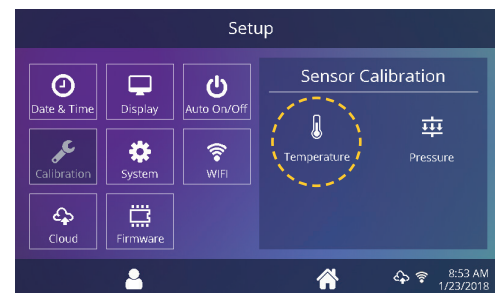 Setup
Date & Time
Display
Auto On/Off
Calibration
System
WIFI
Cloud
Firmware
Sensor Calibration
Temperature
Pressure
8:53 AM
1/23/2018